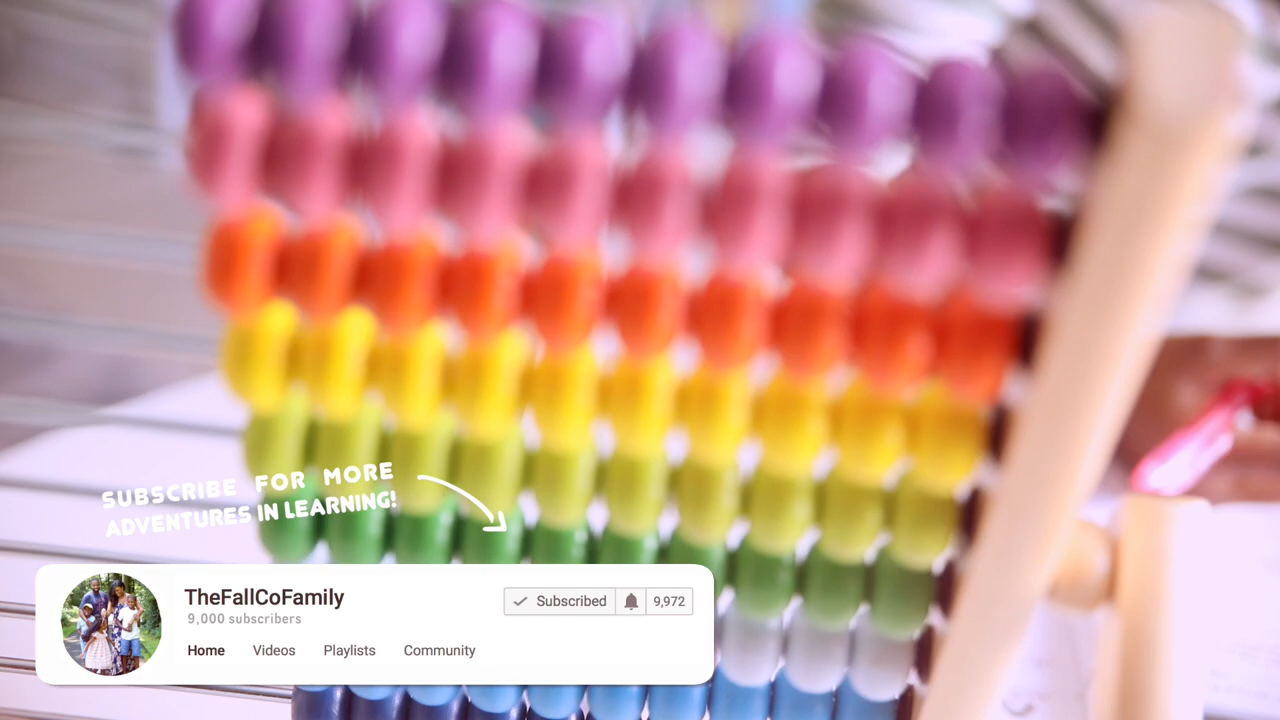 SUBSCRIBE FOR MORE
ADVENTURES IN LEARNING!
TheFallCoFamily
9,000 subscribers
Subscribed 9,972
Home Videos Playlists Community